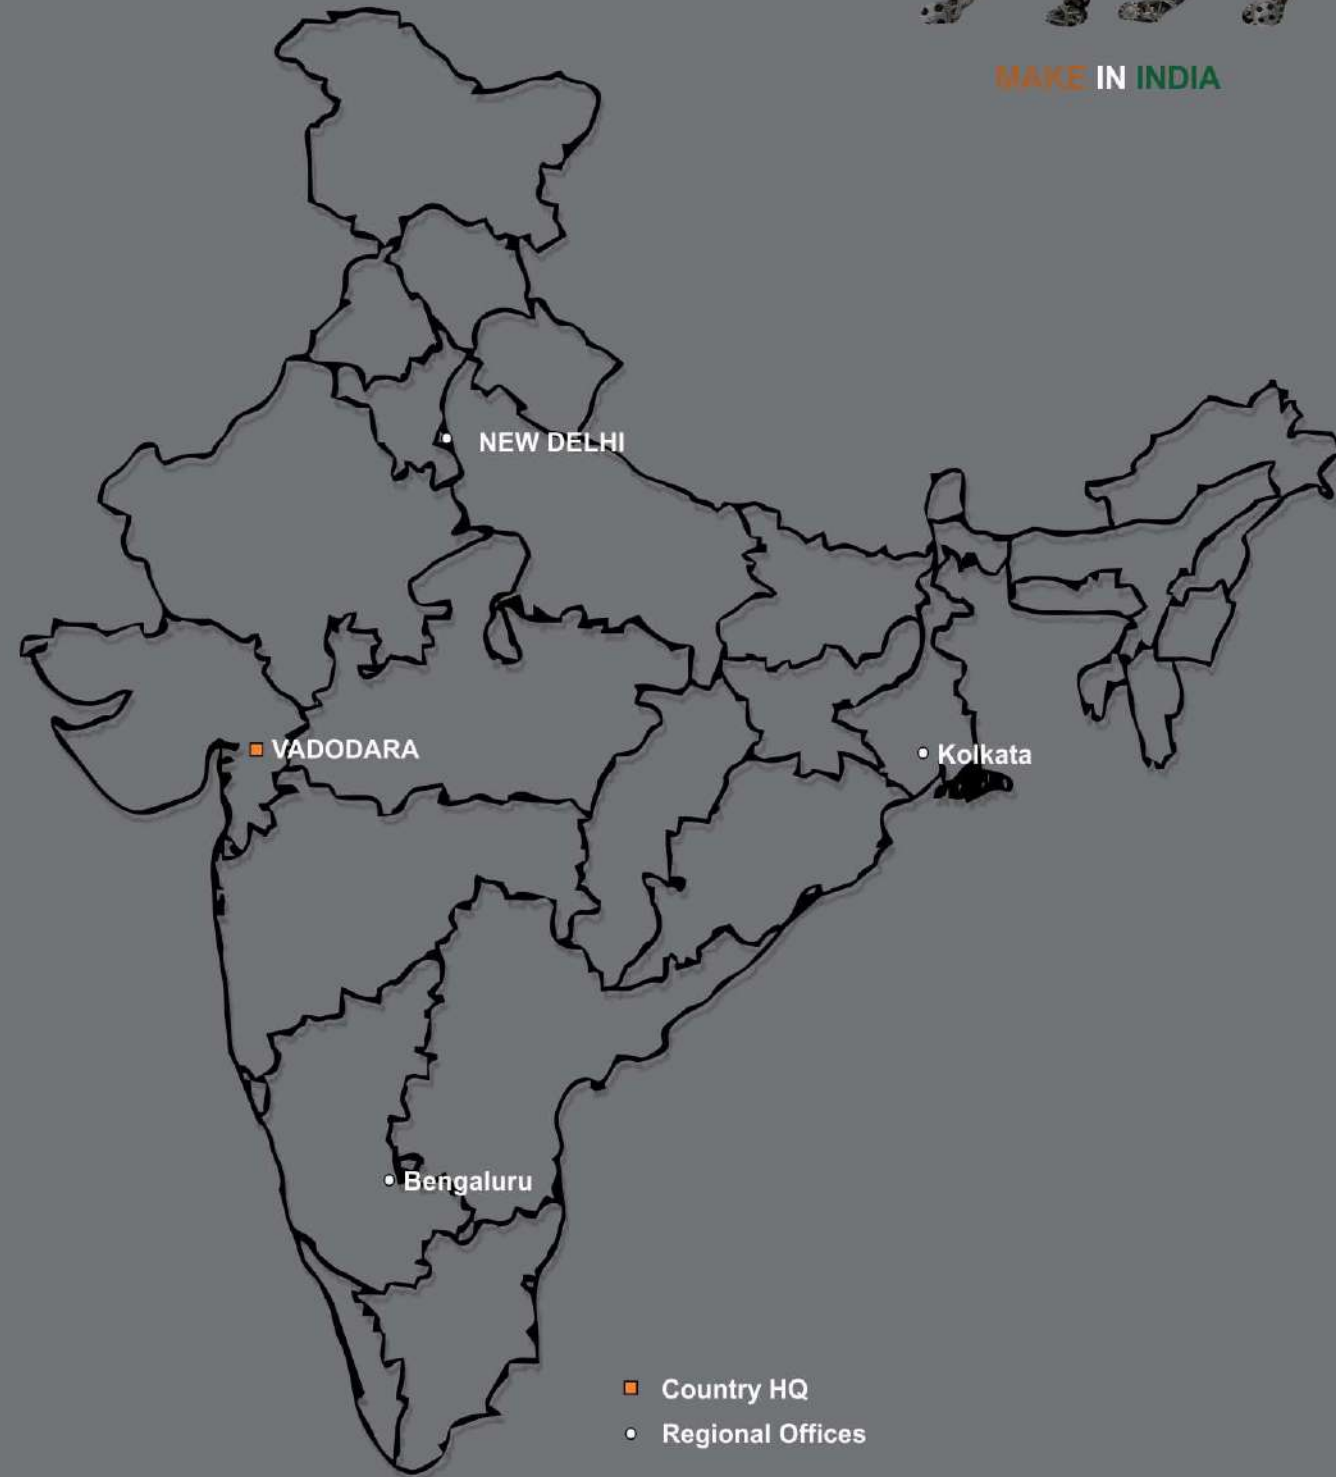 MAKE IN INDIA
NEW DELHI
VADODARA
Kolkata
Bengaluru
Country HQ
Regional Offices